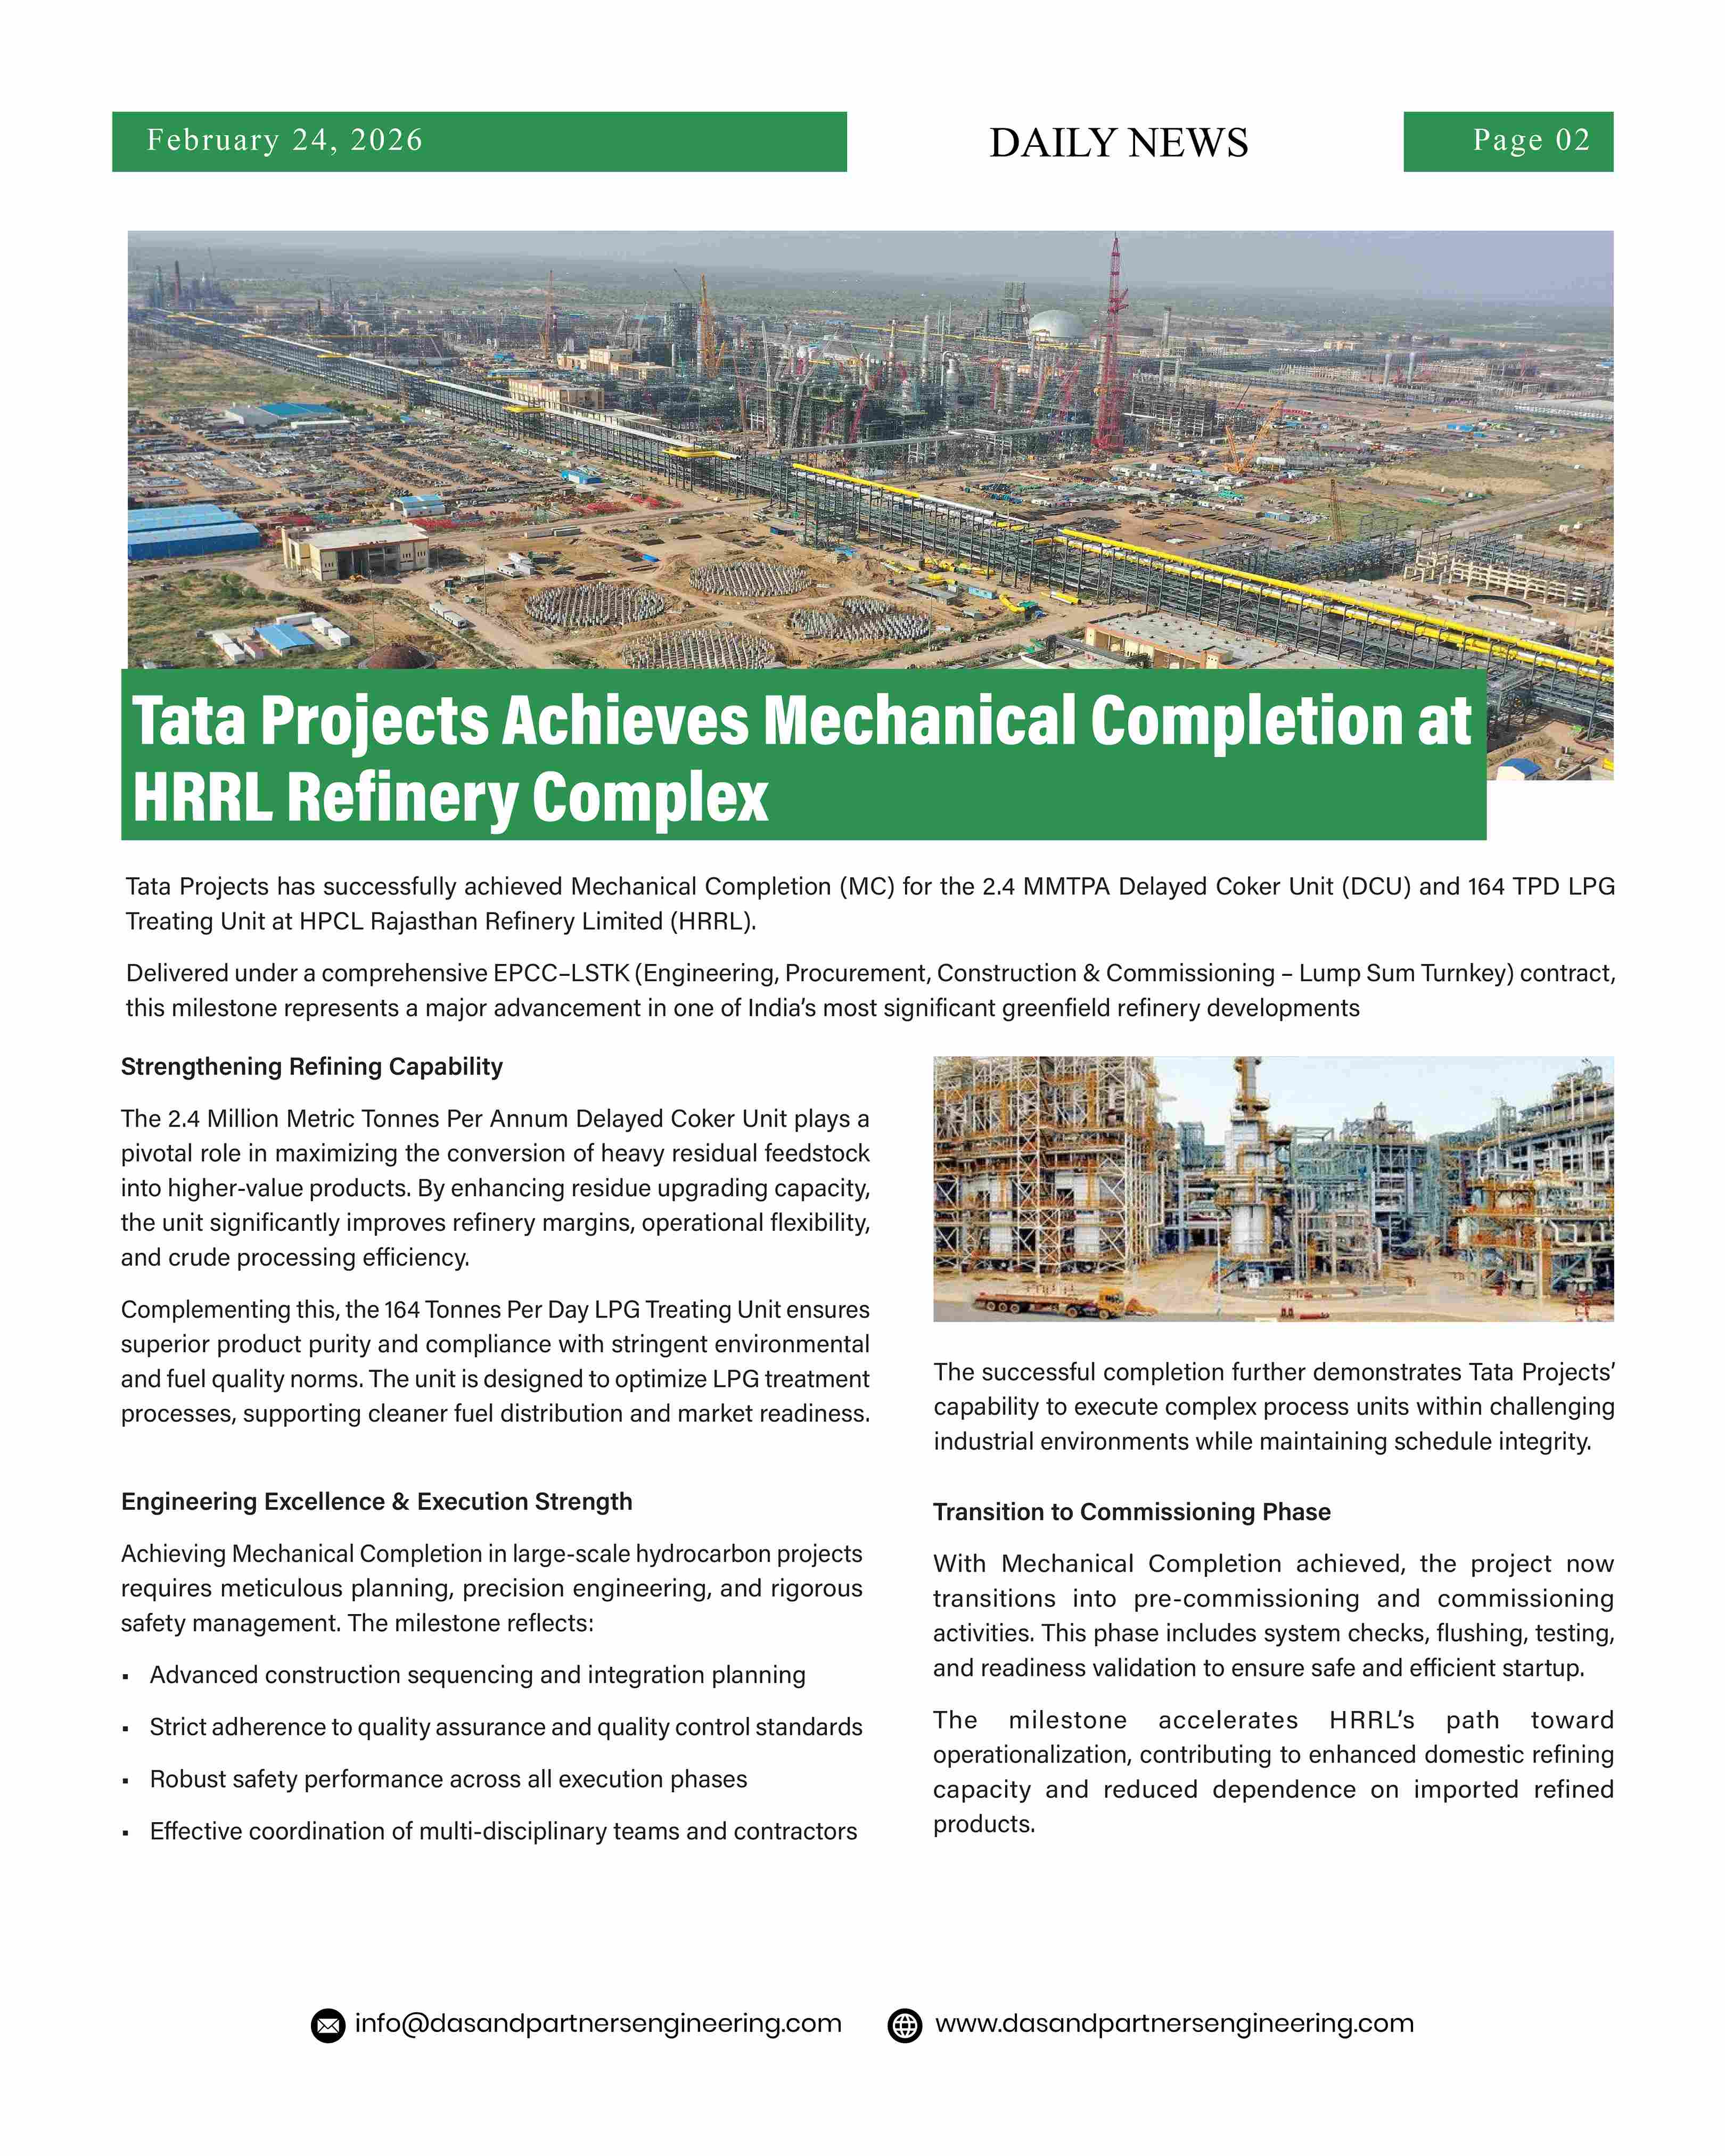 February 24, 2026
DAILY NEWS
Page 02
Tata Projects Achieves Mechanical Completion at
HRRL Refinery Complex
Tata Projects has successfully achieved Mechanical Completion (MC) for the 2.4 MMTPA Delayed Coker Unit (DCU) and 164 TPD LPG
Treating Unit at HPCL Rajasthan Refinery Limited (HRRL).
Delivered under a comprehensive EPCC–LSTK (Engineering, Procurement, Construction & Commissioning – Lump Sum Turnkey) contract,
this milestone represents a major advancement in one of India's most significant greenfield refinery developments
Strengthening Refining Capability
The 2.4 Million Metric Tonnes Per Annum Delayed Coker Unit plays a
pivotal role in maximizing the conversion of heavy residual feedstock
into higher-value products. By enhancing residue upgrading capacity,
the unit significantly improves refinery margins, operational flexibility,
and crude processing efficiency.
Complementing this, the 164 Tonnes Per Day LPG Treating Unit ensures
superior product purity and compliance with stringent environmental
and fuel quality norms. The unit is designed to optimize LPG treatment
processes, supporting cleaner fuel distribution and market readiness.
Engineering Excellence & Execution Strength
Achieving Mechanical Completion in large-scale hydrocarbon projects
requires meticulous planning, precision engineering, and rigorous
safety management. The milestone reflects:
▪ Advanced construction sequencing and integration planning
▪ Strict adherence to quality assurance and quality control standards
▪ Robust safety performance across all execution phases
▪ Effective coordination of multi-disciplinary teams and contractors
The successful completion further demonstrates Tata Projects'
capability to execute complex process units within challenging
industrial environments while maintaining schedule integrity.
Transition to Commissioning Phase
With Mechanical Completion achieved, the project now
transitions into pre-commissioning and commissioning
activities. This phase includes system checks, flushing, testing,
and readiness validation to ensure safe and efficient startup.
The milestone accelerates HRRL's path toward
operationalization, contributing to enhanced domestic refining
capacity and reduced dependence on imported refined
products.
info@dasandpartnersengineering.com
www.dasandpartnersengineering.com